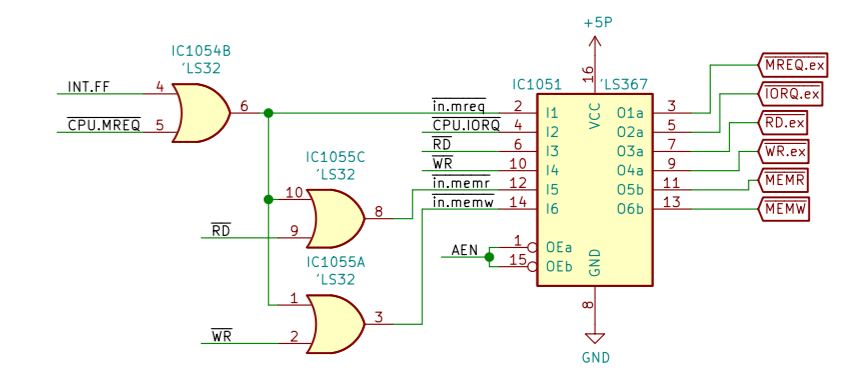 +5P
IC1054B
'LS32
INT.FF
4
6
CPU.MREQ
5
IC1051
'LS367
16
VCC
in.mreq
2
I1
O1a
3
MREQ.ex
CPU.IORQ
4
I2
O2a
5
IORQ.ex
RD
6
I3
O3a
7
RD.ex
WR
10
I4
O4a
9
WR.ex
in.memr
12
I5
O5b
11
MEMR
in.memw
14
I6
O6b
13
MEMW
IC1055C
'LS32
10
8
RD
9
AEN
1
OEa
15
OEb
GND
8
GND
IC1055A
'LS32
1
3
WR
2